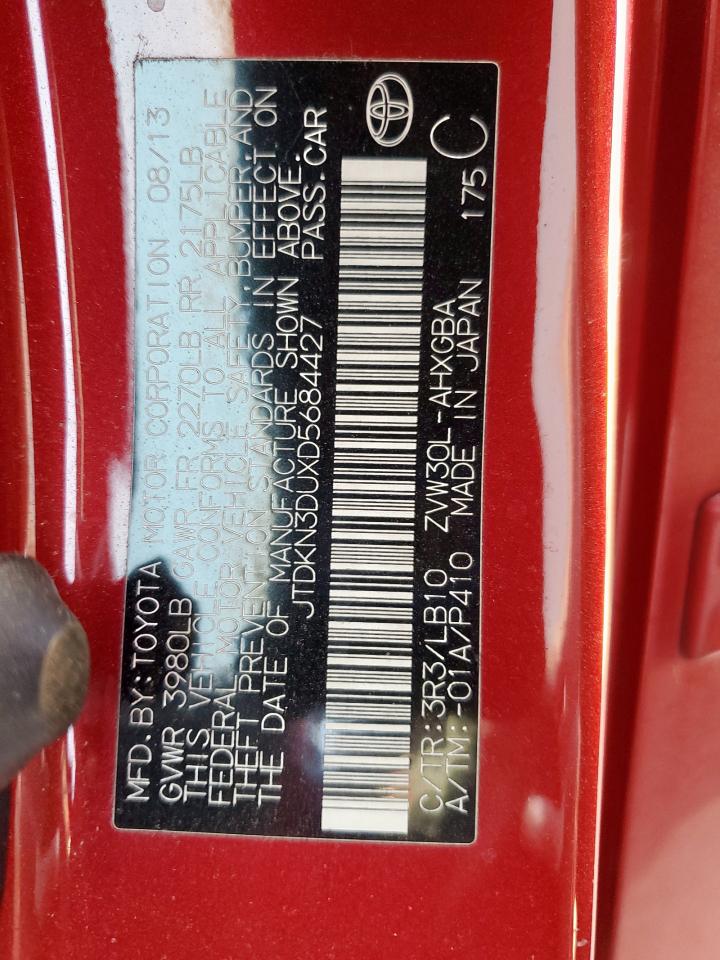 MFD. BY: TOYOTA MOTOR CORPORATION 08/13
GVWR 3980LB GAWR FR 2270LB RR 2175LB
THIS VEHICLE CONFORMS TO ALL APPLICABLE
FEDERAL MOTOR VEHICLE SAFETY, BUMPER, AND
THEFT PREVENTION STANDARDS IN EFFECT ON
THE DATE OF MANUFACTURE SHOWN ABOVE.
JTDKN3DUXD5684427 PASS. CAR
C/TR: 3R3/LB10 ZVW30L-AHXGBA
A/TM: -01A/P410 MADE IN JAPAN 175 C